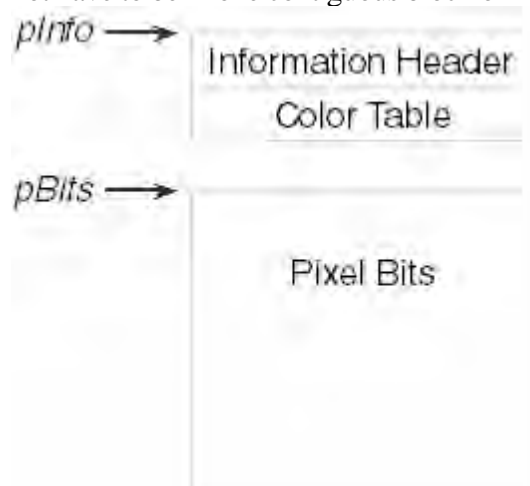 pInfo
Information Header
Color Table
pBits
Pixel Bits